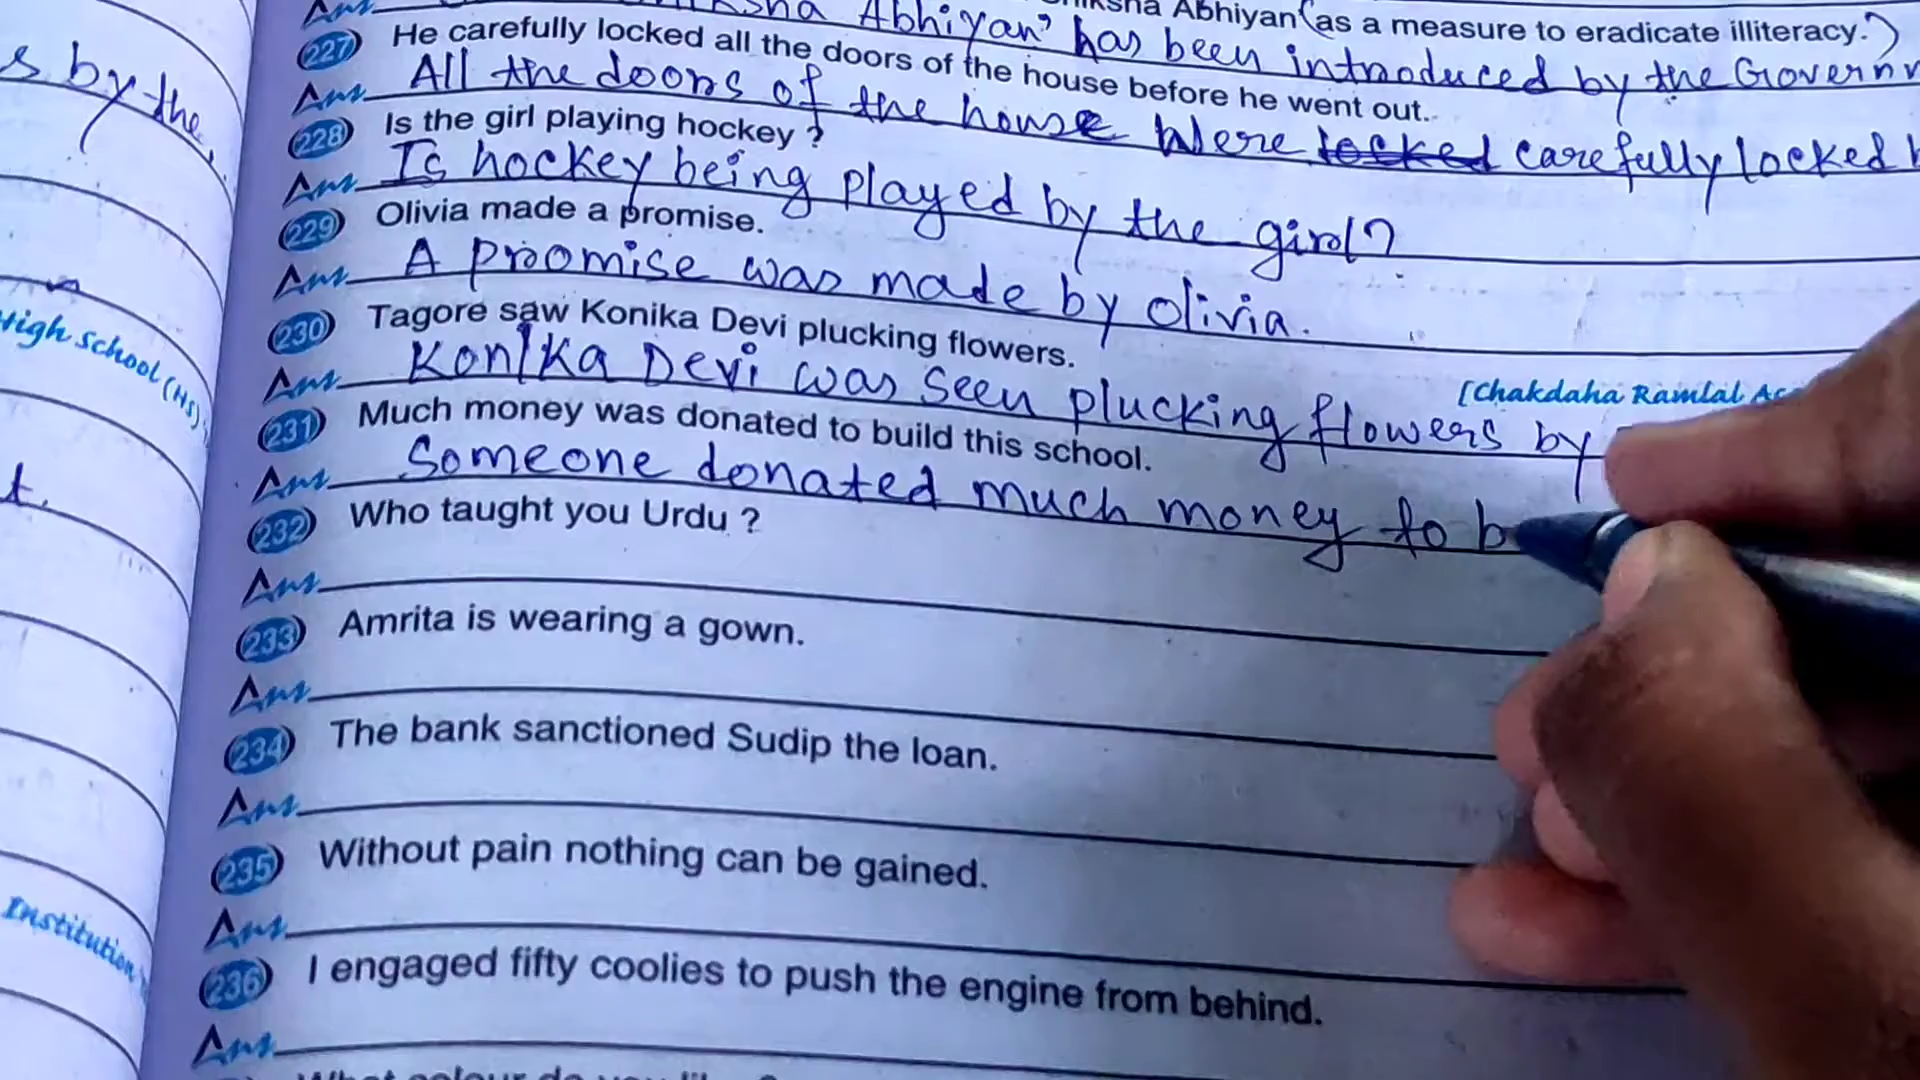 Abhiyan (as a measure to eradicate illiteracy.)
Ans Abhiyan' has been introduced by the
(227) He carefully locked all the doors of the house before he went out.
Ans All the doors of the house Were locked carefully locked
(228) Is the girl playing hockey ?
Ans Is hockey being played by the girl?
(229) Olivia made a promise.
Ans A promise was made by Olivia.
(230) Tagore saw Konika Devi plucking flowers.
[Chakdaha Ramlal
Ans Konika Devi was seen plucking flowers by
(231) Much money was donated to build this school.
Ans Someone donated much money to b
(232) Who taught you Urdu ?
Ans
(233) Amrita is wearing a gown.
Ans
(234) The bank sanctioned Sudip the loan.
Ans
(235) Without pain nothing can be gained.
Ans
(236) I engaged fifty coolies to push the engine from behind.
Ans
What colour do you like ?
s by the
High School (HS)
t.
Institution